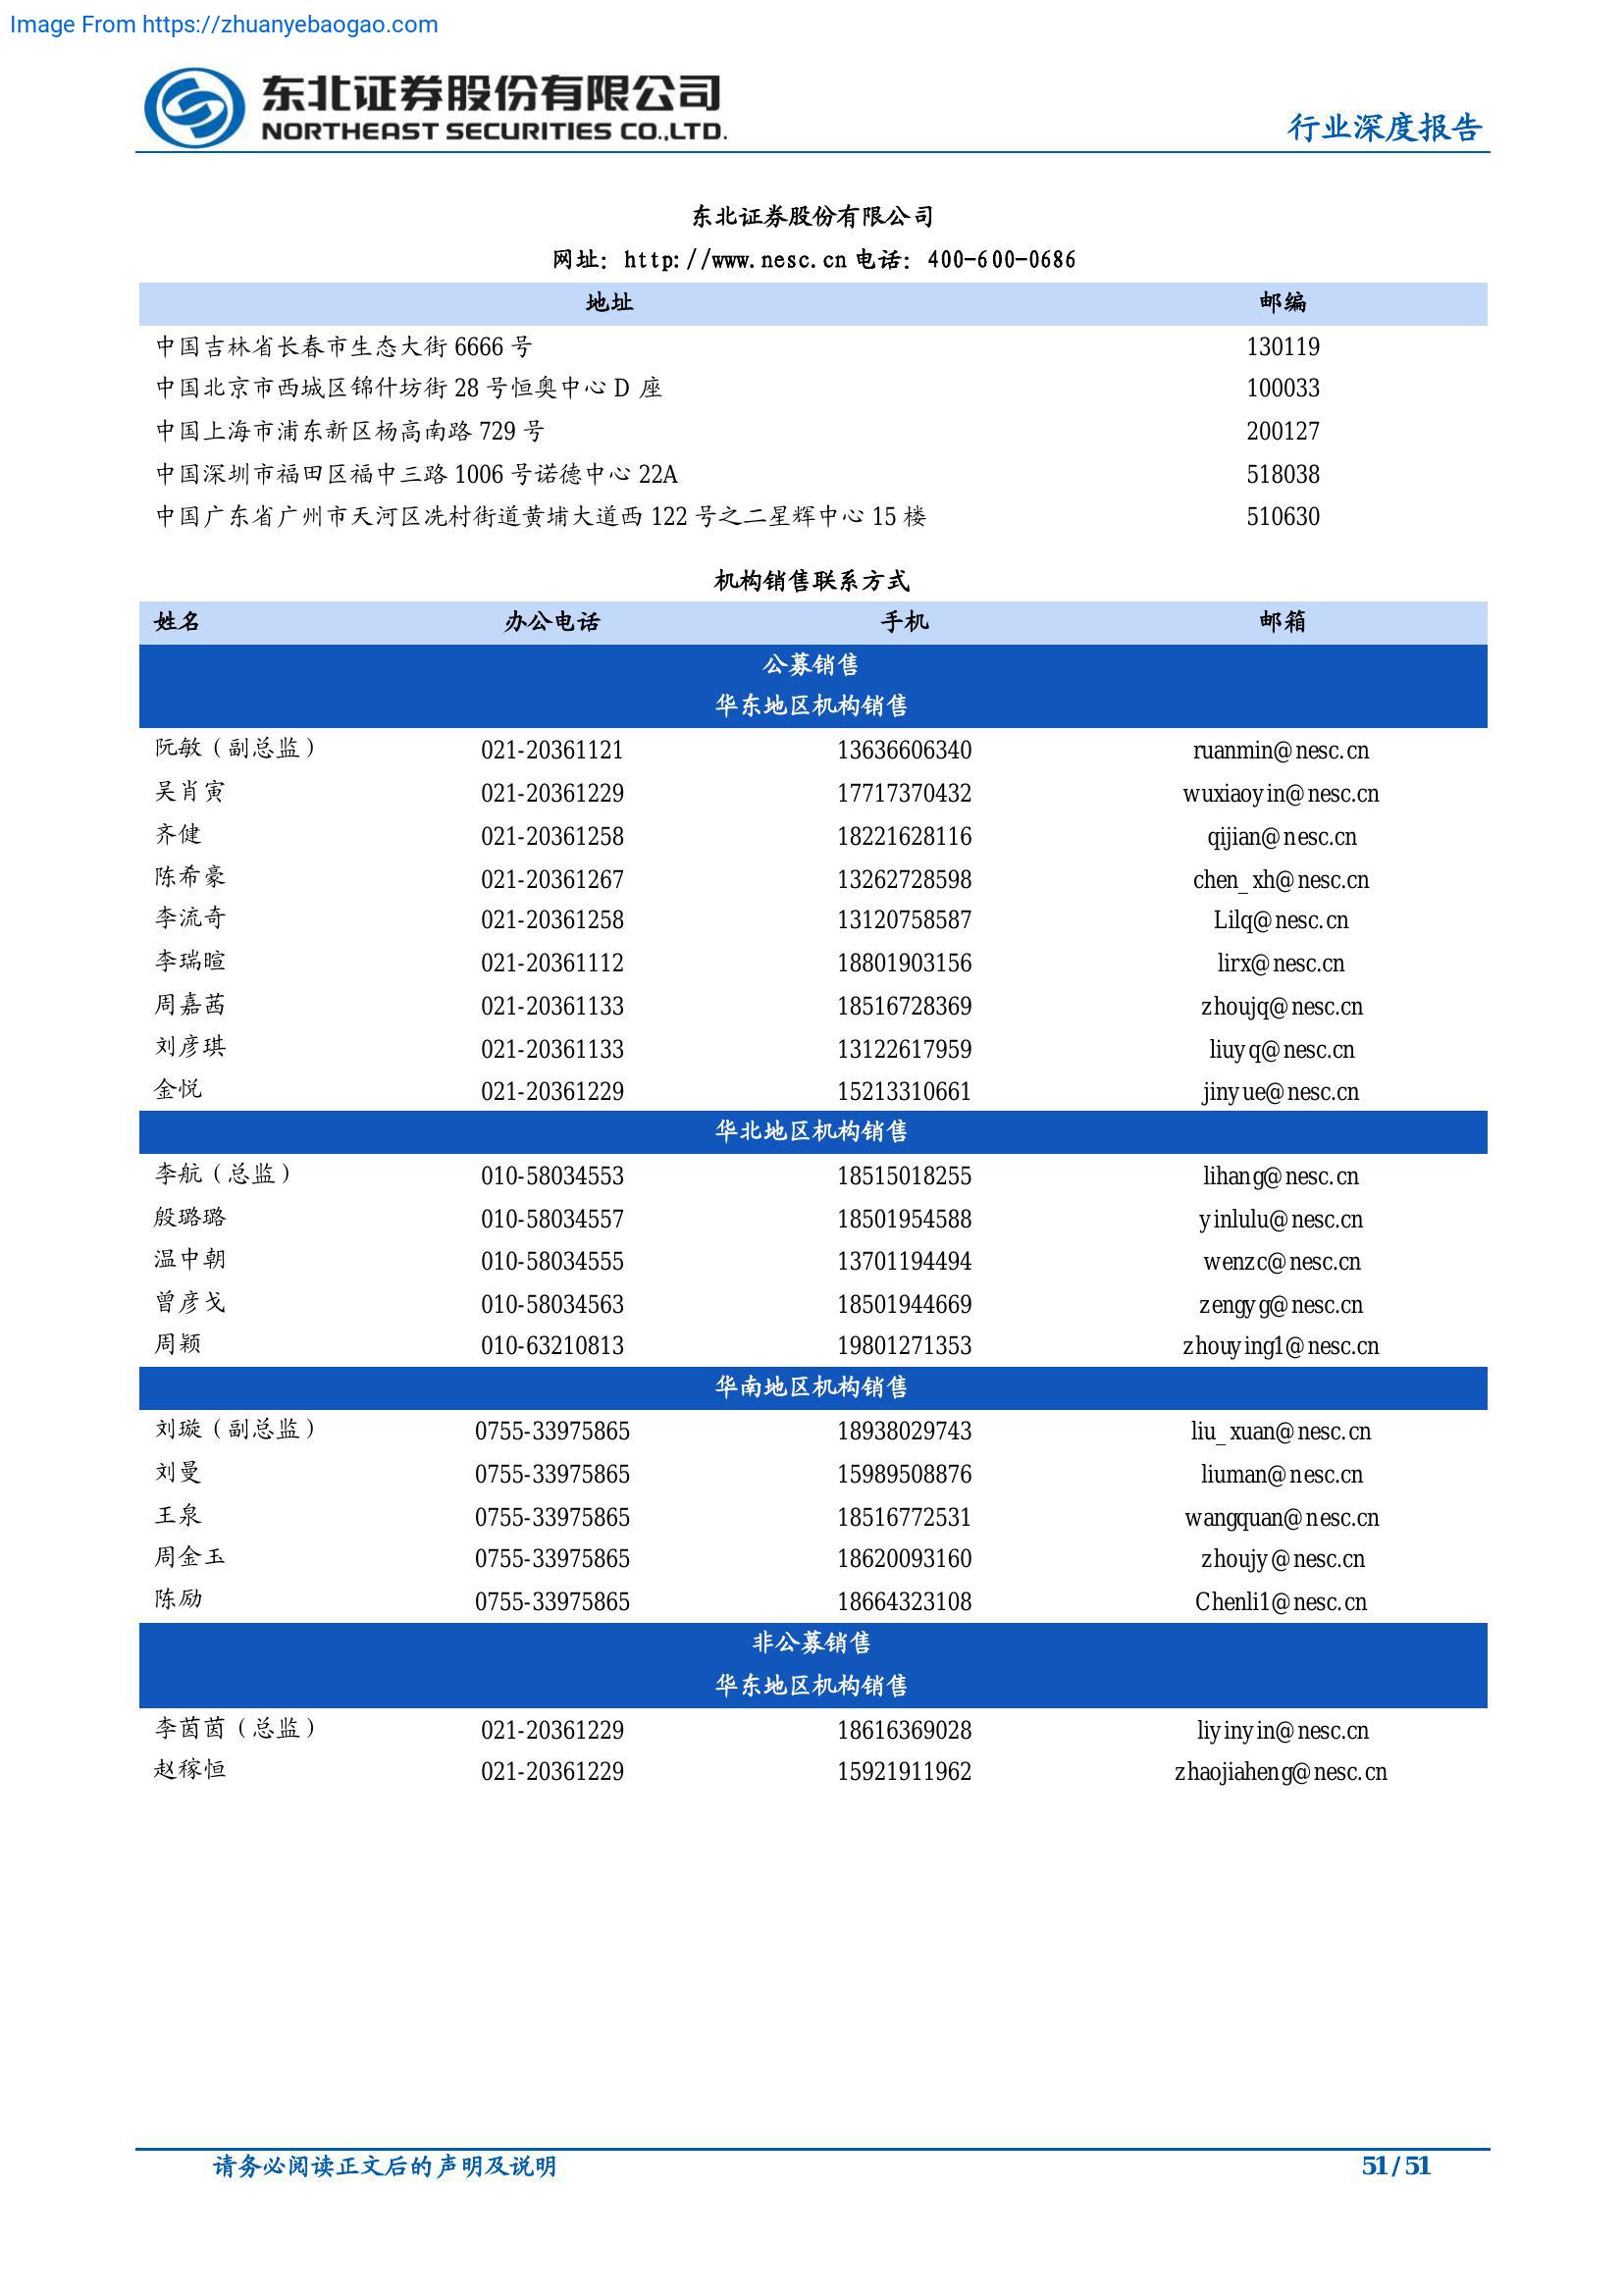 Image From https://zhuanyebaogao.com
东北证券股份有限公司
NORTHEAST SECURITIES CO.,LTD.
行业深度报告
东北证券股份有限公司
网址：http://www.nesc.cn 电话：400-600-0686
地址 邮编
中国吉林省长春市生态大街 6666 号 130119
中国北京市西城区锦什坊街 28 号恒奥中心 D 座 100033
中国上海市浦东新区杨高南路 729 号 200127
中国深圳市福田区福中三路 1006 号诺德中心 22A 518038
中国广东省广州市天河区冼村街道黄埔大道西 122 号之二星辉中心 15 楼 510630
机构销售联系方式
姓名 办公电话 手机 邮箱
公募销售
华东地区机构销售
阮敏（副总监） 021-20361121 13636606340 ruanmin@nesc.cn
吴肖寅 021-20361229 17717370432 wuxiaoyin@nesc.cn
齐健 021-20361258 18221628116 qijian@nesc.cn
陈希豪 021-20361267 13262728598 chen_xh@nesc.cn
李流奇 021-20361258 13120758587 Lilq@nesc.cn
李瑞暄 021-20361112 18801903156 lirx@nesc.cn
周嘉茜 021-20361133 18516728369 zhoujq@nesc.cn
刘彦琪 021-20361133 13122617959 liuyq@nesc.cn
金悦 021-20361229 15213310661 jinyue@nesc.cn
华北地区机构销售
李航（总监） 010-58034553 18515018255 lihang@nesc.cn
殷璐璐 010-58034557 18501954588 yinlulu@nesc.cn
温中朝 010-58034555 13701194494 wenzc@nesc.cn
曾彦戈 010-58034563 18501944669 zengyg@nesc.cn
周颖 010-63210813 19801271353 zhouying1@nesc.cn
华南地区机构销售
刘璇（副总监） 0755-33975865 18938029743 liu_xuan@nesc.cn
刘曼 0755-33975865 15989508876 liuman@nesc.cn
王泉 0755-33975865 18516772531 wangquan@nesc.cn
周金玉 0755-33975865 18620093160 zhoujy@nesc.cn
陈励 0755-33975865 18664323108 Chenli1@nesc.cn
非公募销售
华东地区机构销售
李茵茵（总监） 021-20361229 18616369028 liyinyin@nesc.cn
赵稼恒 021-20361229 15921911962 zhaojiaheng@nesc.cn
请务必阅读正文后的声明及说明 51 / 51